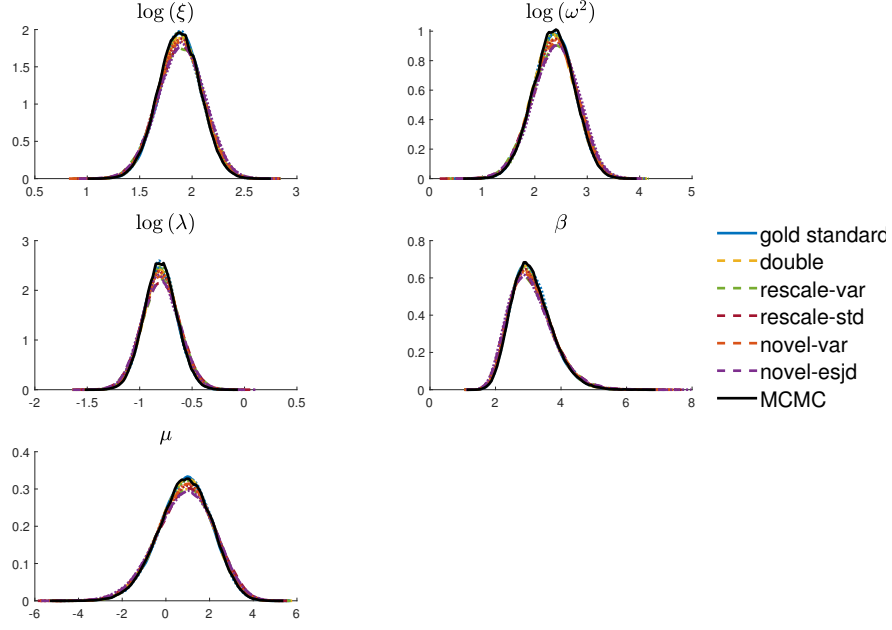 log (ξ)
2
1.5
1
0.5
0
0.5 1 1.5 2 2.5 3
log (ω²)
1
0.8
0.6
0.4
0.2
0
0 1 2 3 4 5
log (λ)
3
2
1
0
-2 -1.5 -1 -0.5 0 0.5
β
0.8
0.6
0.4
0.2
0
0 2 4 6 8
gold standard
double
rescale-var
rescale-std
novel-var
novel-esjd
MCMC
μ
0.4
0.3
0.2
0.1
0
-6 -4 -2 0 2 4 6